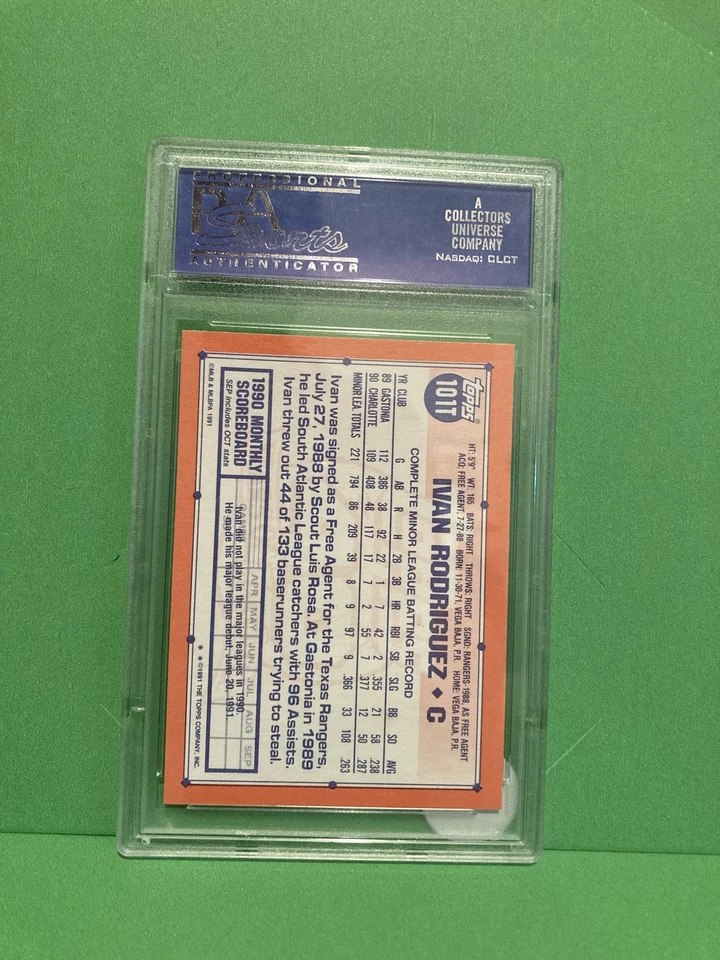 PROFESSIONAL
PSA
Sports
AUTHENTICATOR
A
COLLECTORS
UNIVERSE
COMPANY
NASDAQ: CLCT
TOPPS®
101T
HT: 5'9" WT: 165 BATS: RIGHT THROWS: RIGHT SGND: RANGERS 1988, AS FREE AGENT
ACQ: FREE AGENT, 7-27-88 BORN: 11-30-71, VEGA BAJA, P.R. HOME: VEGA BAJA, P.R.
IVAN RODRIGUEZ ♦ C
COMPLETE MINOR LEAGUE BATTING RECORD
YR CLUB G AB R H 2B 3B HR RBI SB SLG BB SO AVG
89 GASTONIA 112 386 38 92 22 1 7 42 2 .355 21 58 .238
90 CHARLOTTE 109 408 48 117 17 7 2 55 7 .377 12 50 .287
MINOR LEA. TOTALS 221 794 86 209 39 8 9 97 9 .366 33 108 .263
Ivan was signed as a Free Agent for the Texas Rangers,
July 27, 1988 by Scout Luis Rosa. At Gastonia in 1989
he led South Atlantic League catchers with 96 Assists.
Ivan threw out 44 of 133 baserunners trying to steal.
1990 MONTHLY
SCOREBOARD
SEP includes OCT stats
APR MAY JUN JUL AUG SEP
Ivan did not play in the major leagues in 1990.
He made his major league debut, June 20, 1991.
©MLB & MLBPA 1991
* * ©1991 THE TOPPS COMPANY, INC.